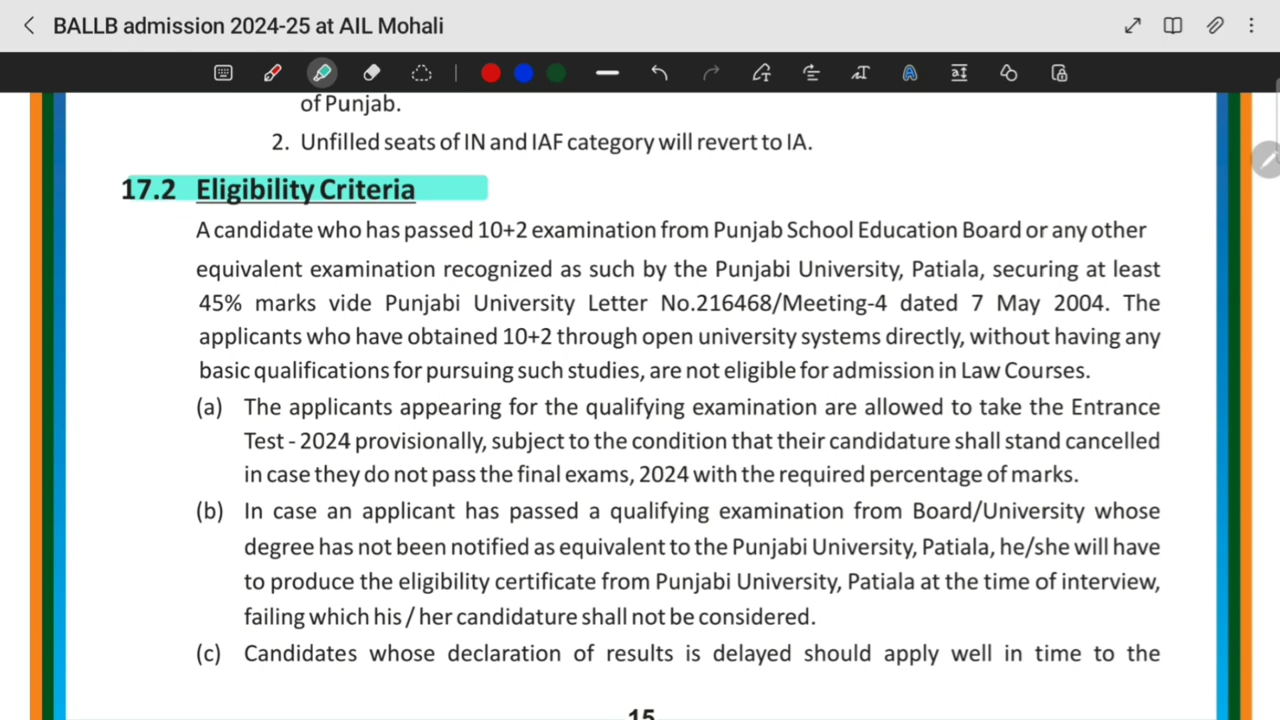 BALLB admission 2024-25 at AIL Mohali
of Punjab.
2. Unfilled seats of IN and IAF category will revert to IA.
17.2 Eligibility Criteria
A candidate who has passed 10+2 examination from Punjab School Education Board or any other
equivalent examination recognized as such by the Punjabi University, Patiala, securing at least
45% marks vide Punjabi University Letter No.216468/Meeting-4 dated 7 May 2004. The
applicants who have obtained 10+2 through open university systems directly, without having any
basic qualifications for pursuing such studies, are not eligible for admission in Law Courses.
(a) The applicants appearing for the qualifying examination are allowed to take the Entrance
Test - 2024 provisionally, subject to the condition that their candidature shall stand cancelled
in case they do not pass the final exams, 2024 with the required percentage of marks.
(b) In case an applicant has passed a qualifying examination from Board/University whose
degree has not been notified as equivalent to the Punjabi University, Patiala, he/she will have
to produce the eligibility certificate from Punjabi University, Patiala at the time of interview,
failing which his / her candidature shall not be considered.
(c) Candidates whose declaration of results is delayed should apply well in time to the
15